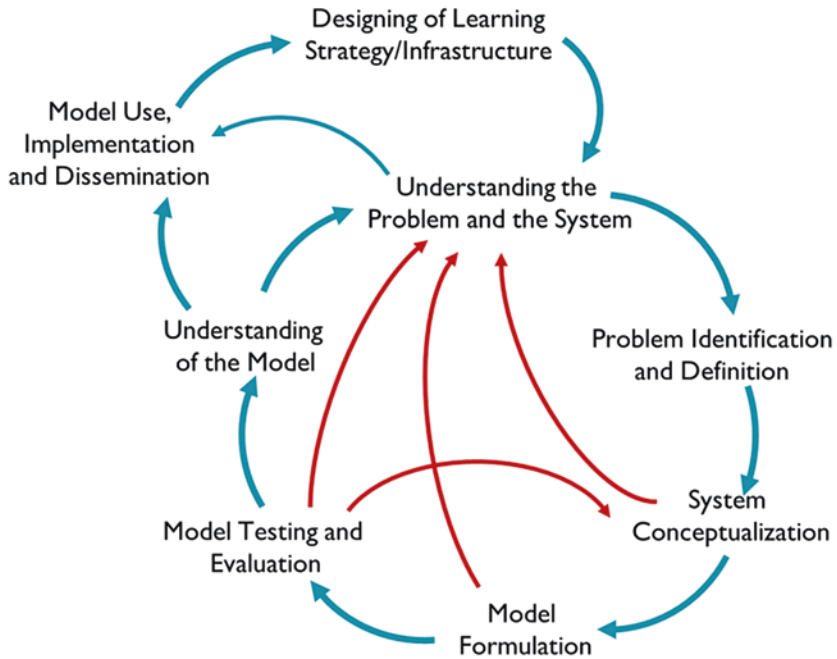 Designing of Learning
Strategy/Infrastructure
Model Use,
Implementation
and Dissemination
Understanding the
Problem and the System
Understanding
of the Model
Problem Identification
and Definition
System
Conceptualization
Model Testing and
Evaluation
Model
Formulation